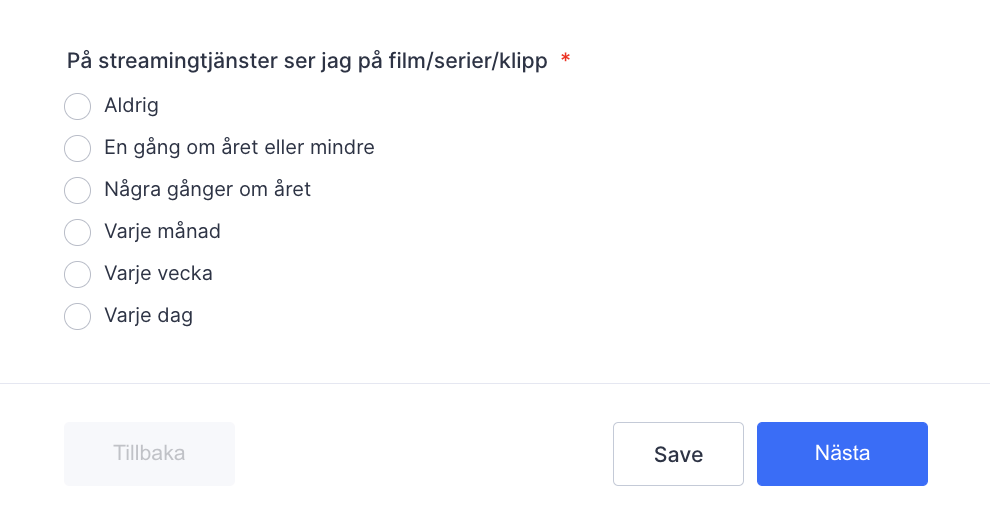 På streamingtjänster ser jag på film/serier/klipp *
Aldrig
En gång om året eller mindre
Några gånger om året
Varje månad
Varje vecka
Varje dag
Tillbaka
Save
Nästa